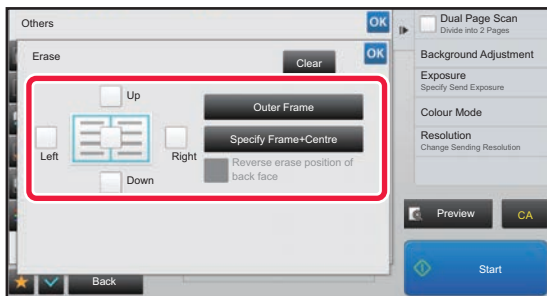 Others
OK
Erase
Clear
OK
Up
Left
Right
Down
Outer Frame
Specify Frame+Centre
Reverse erase position of
back face
Back
Dual Page Scan
Divide into 2 Pages
Background Adjustment
Exposure
Specify Send Exposure
Colour Mode
Resolution
Change Sending Resolution
Preview
CA
Start